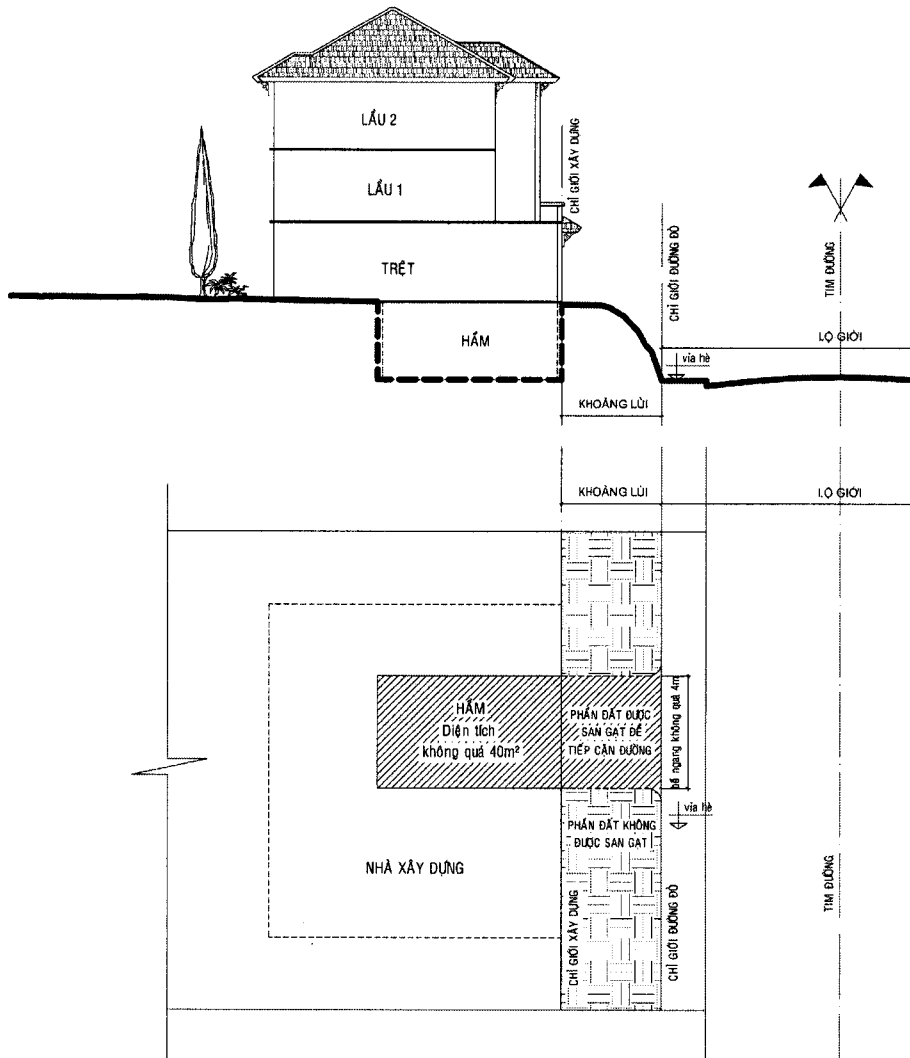 LẦU 2
LẦU 1
TRỆT
HẦM
CHỈ GIỚI XÂY DỰNG
CHỈ GIỚI ĐƯỜNG ĐỎ
TIM ĐƯỜNG
LỘ GIỚI
vỉa hè
KHOẢNG LÙI
KHOẢNG LÙI
LỘ GIỚI
HẦM
Diện tích
không quá 40m²
PHẦN ĐẤT ĐƯỢC
SAN GẠT ĐỂ
TIẾP CẬN ĐƯỜNG
bề ngang không quá 4m
vỉa hè
PHẦN ĐẤT KHÔNG
ĐƯỢC SAN GẠT
NHÀ XÂY DỰNG
CHỈ GIỚI XÂY DỰNG
CHỈ GIỚI ĐƯỜNG ĐỎ
TIM ĐƯỜNG